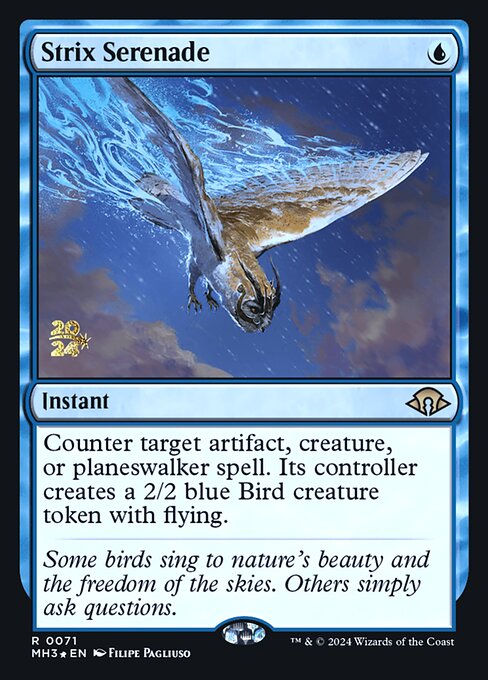 Strix Serenade
20
24
Instant
Counter target artifact, creature,
or planeswalker spell. Its controller
creates a 2/2 blue Bird creature
token with flying.
Some birds sing to nature's beauty and
the freedom of the skies. Others simply
ask questions.
R 0071
MH3★EN Filipe Pagliuso
™ & © 2024 Wizards of the Coast